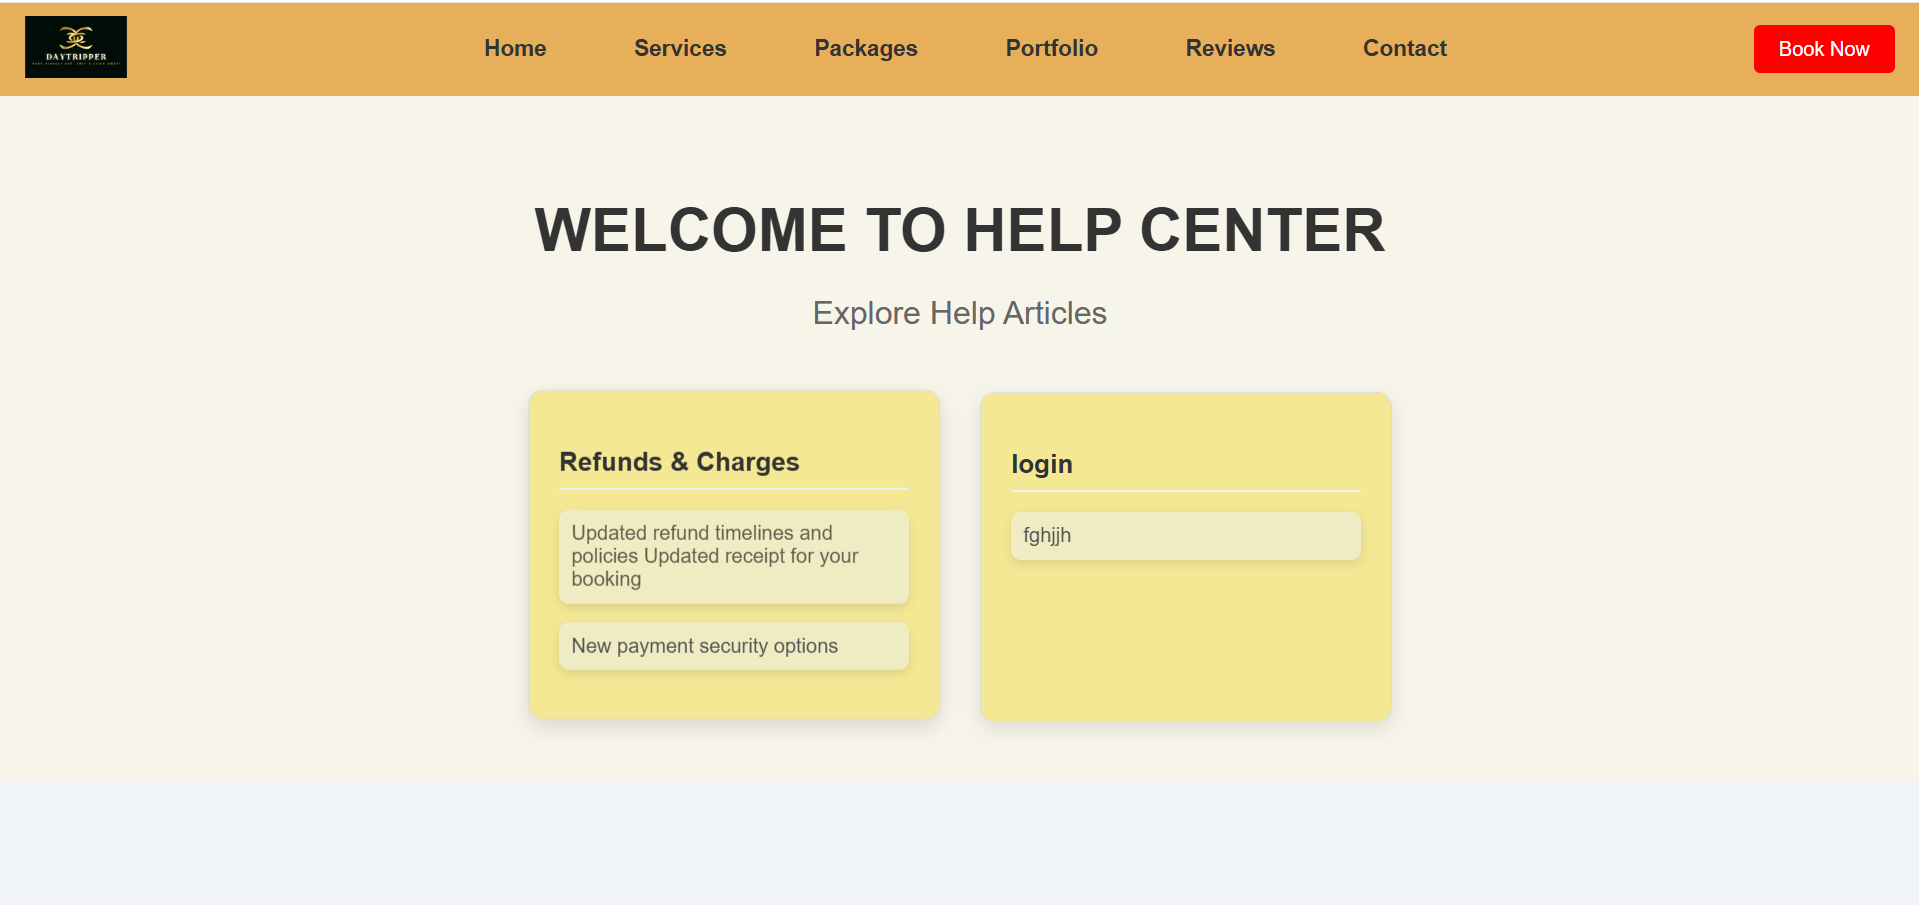 DAYTRIPPER
Home Services Packages Portfolio Reviews Contact
Book Now
WELCOME TO HELP CENTER
Explore Help Articles
Refunds & Charges
Updated refund timelines and
policies Updated receipt for your
booking
New payment security options
login
fghjjh